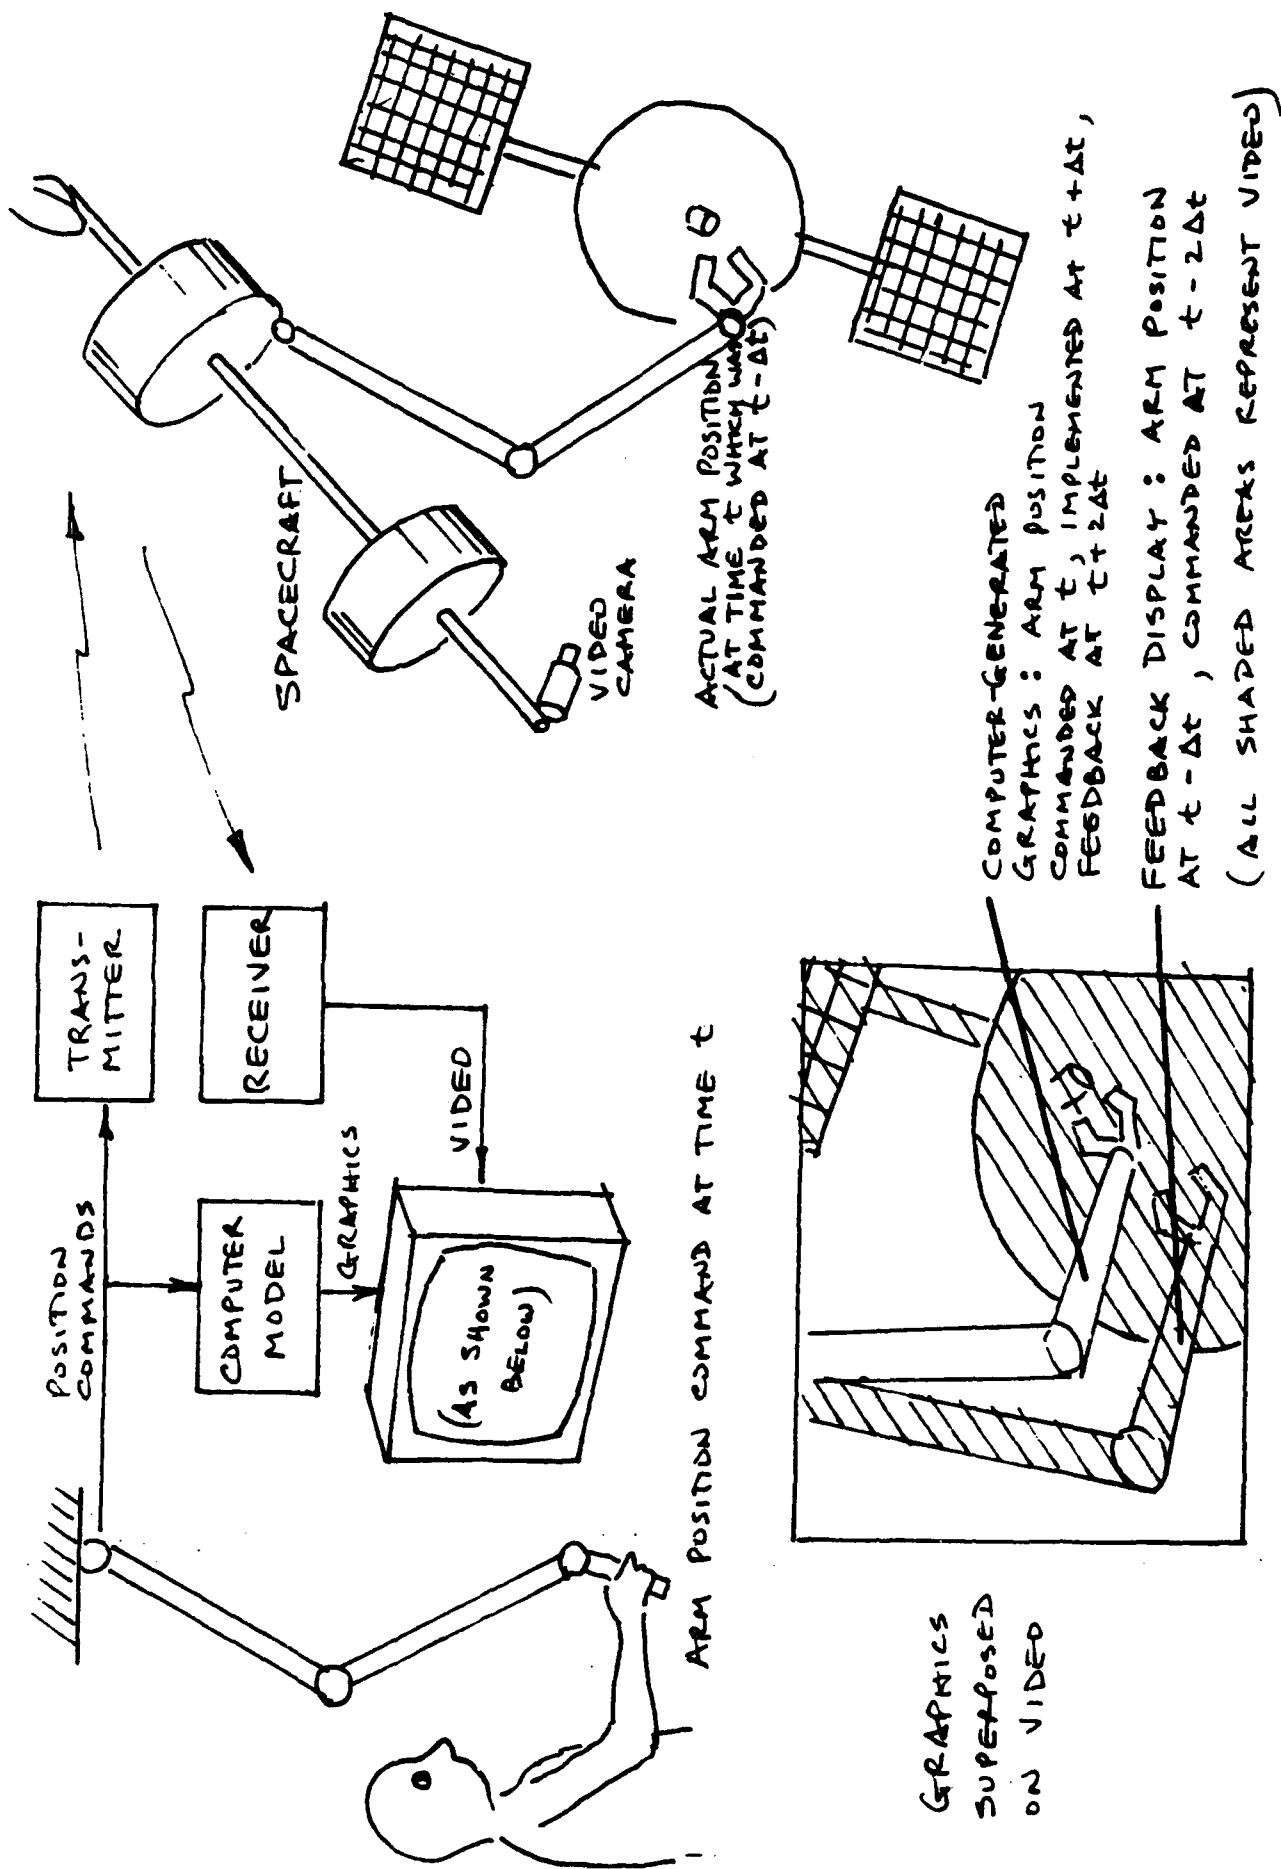 POSITION
COMMANDS
TRANS-
MITTER
COMPUTER
MODEL
RECEIVER
GRAPHICS
VIDEO
(AS SHOWN
BELOW)
ARM POSITION COMMAND AT TIME t
SPACECRAFT
VIDEO
CAMERA
ACTUAL ARM POSITION
(AT TIME t WHICH WAS
COMMANDED AT t-Δt)
GRAPHICS
SUPERPOSED
ON VIDEO
COMPUTER-GENERATED
GRAPHICS: ARM POSITION
COMMANDED AT t, IMPLEMENTED AT t+Δt,
FEEDBACK AT t+2Δt
FEEDBACK DISPLAY: ARM POSITION
AT t-Δt, COMMANDED AT t-2Δt
(ALL SHADED AREAS REPRESENT VIDEO)